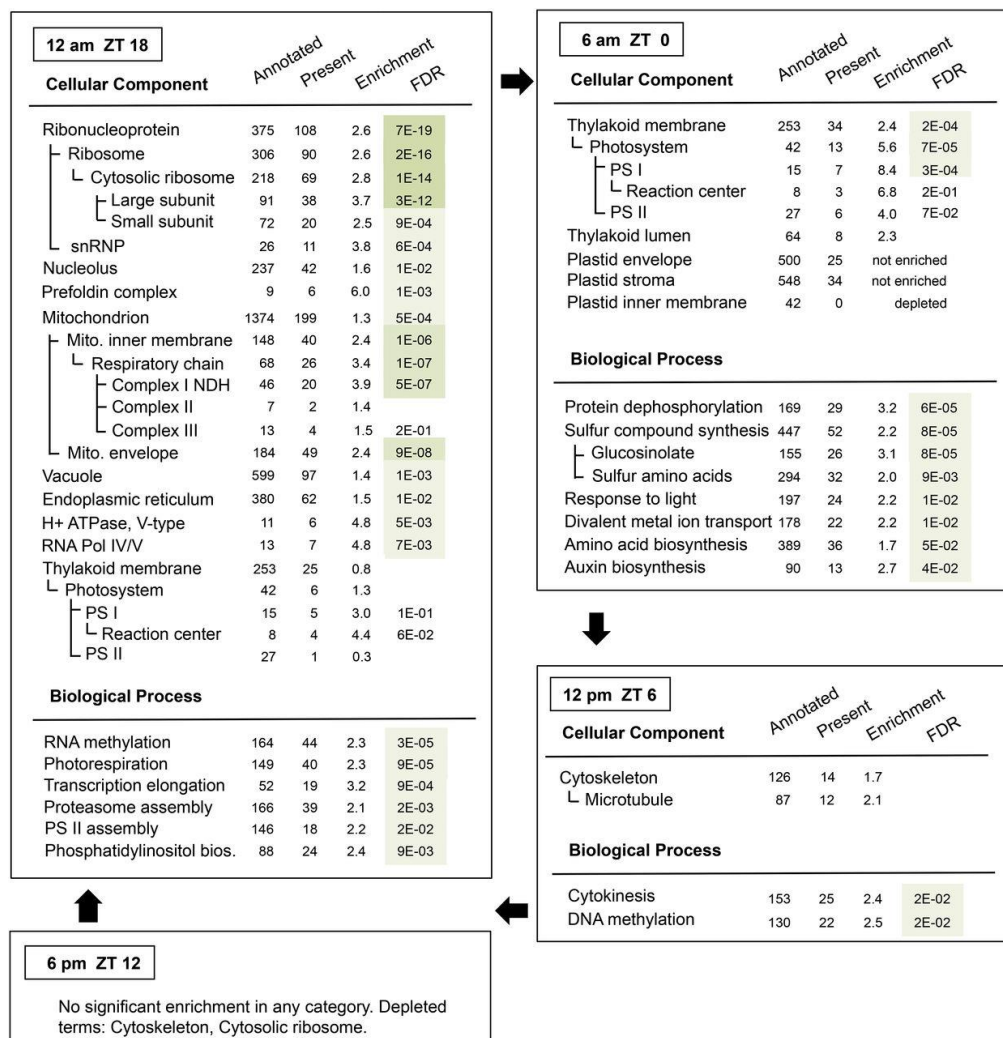 12 am ZT 18
Annotated Present Enrichment FDR
Cellular Component
Ribonucleoprotein 375 108 2.6 7E-19
Ribosome 306 90 2.6 2E-16
Cytosolic ribosome 218 69 2.8 1E-14
Large subunit 91 38 3.7 3E-12
Small subunit 72 20 2.5 9E-04
snRNP 26 11 3.8 6E-04
Nucleolus 237 42 1.6 1E-02
Prefoldin complex 9 6 6.0 1E-03
Mitochondrion 1374 199 1.3 5E-04
Mito. inner membrane 148 40 2.4 1E-06
Respiratory chain 68 26 3.4 1E-07
Complex I NDH 46 20 3.9 5E-07
Complex II 7 2 1.4
Complex III 13 4 1.5 2E-01
Mito. envelope 184 49 2.4 9E-08
Vacuole 599 97 1.4 1E-03
Endoplasmic reticulum 380 62 1.5 1E-02
H+ ATPase, V-type 11 6 4.8 5E-03
RNA Pol IV/V 13 7 4.8 7E-03
Thylakoid membrane 253 25 0.8
Photosystem 42 6 1.3
PS I 15 5 3.0 1E-01
Reaction center 8 4 4.4 6E-02
PS II 27 1 0.3
Biological Process
RNA methylation 164 44 2.3 3E-05
Photorespiration 149 40 2.3 9E-05
Transcription elongation 52 19 3.2 9E-04
Proteasome assembly 166 39 2.1 2E-03
PS II assembly 146 18 2.2 2E-02
Phosphatidylinositol bios. 88 24 2.4 9E-03
6 am ZT 0
Annotated Present Enrichment FDR
Cellular Component
Thylakoid membrane 253 34 2.4 2E-04
Photosystem 42 13 5.6 7E-05
PS I 15 7 8.4 3E-04
Reaction center 8 3 6.8 2E-01
PS II 27 6 4.0 7E-02
Thylakoid lumen 64 8 2.3
Plastid envelope 500 25 not enriched
Plastid stroma 548 34 not enriched
Plastid inner membrane 42 0 depleted
Biological Process
Protein dephosphorylation 169 29 3.2 6E-05
Sulfur compound synthesis 447 52 2.2 8E-05
Glucosinolate 155 26 3.1 8E-05
Sulfur amino acids 294 32 2.0 9E-03
Response to light 197 24 2.2 1E-02
Divalent metal ion transport 178 22 2.2 1E-02
Amino acid biosynthesis 389 36 1.7 5E-02
Auxin biosynthesis 90 13 2.7 4E-02
12 pm ZT 6
Annotated Present Enrichment FDR
Cellular Component
Cytoskeleton 126 14 1.7
Microtubule 87 12 2.1
Biological Process
Cytokinesis 153 25 2.4 2E-02
DNA methylation 130 22 2.5 2E-02
6 pm ZT 12
No significant enrichment in any category. Depleted
terms: Cytoskeleton, Cytosolic ribosome.